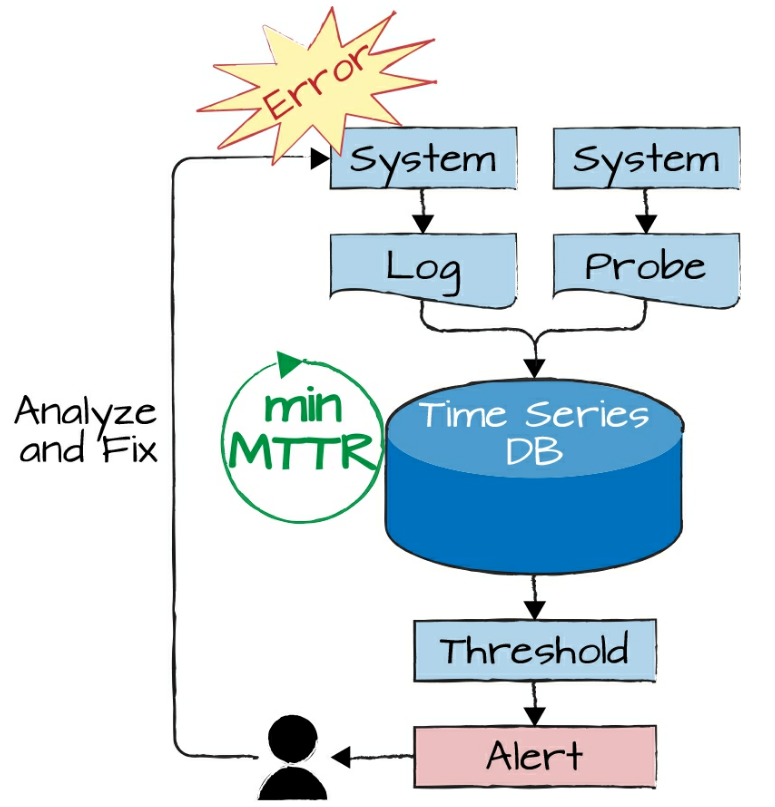 Error
System
System
Log
Probe
Analyze
and Fix
min
MTTR
Time Series
DB
Threshold
Alert